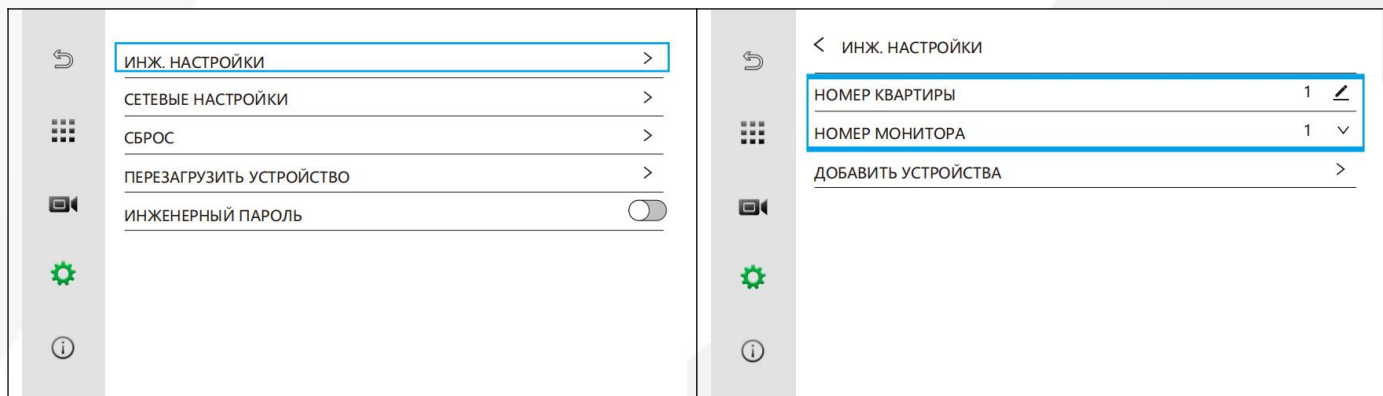 ИНЖ. НАСТРОЙКИ
СЕТЕВЫЕ НАСТРОЙКИ
СБРОС
ПЕРЕЗАГРУЗИТЬ УСТРОЙСТВО
ИНЖЕНЕРНЫЙ ПАРОЛЬ
ИНЖ. НАСТРОЙКИ
НОМЕР КВАРТИРЫ 1
НОМЕР МОНИТОРА 1
ДОБАВИТЬ УСТРОЙСТВА